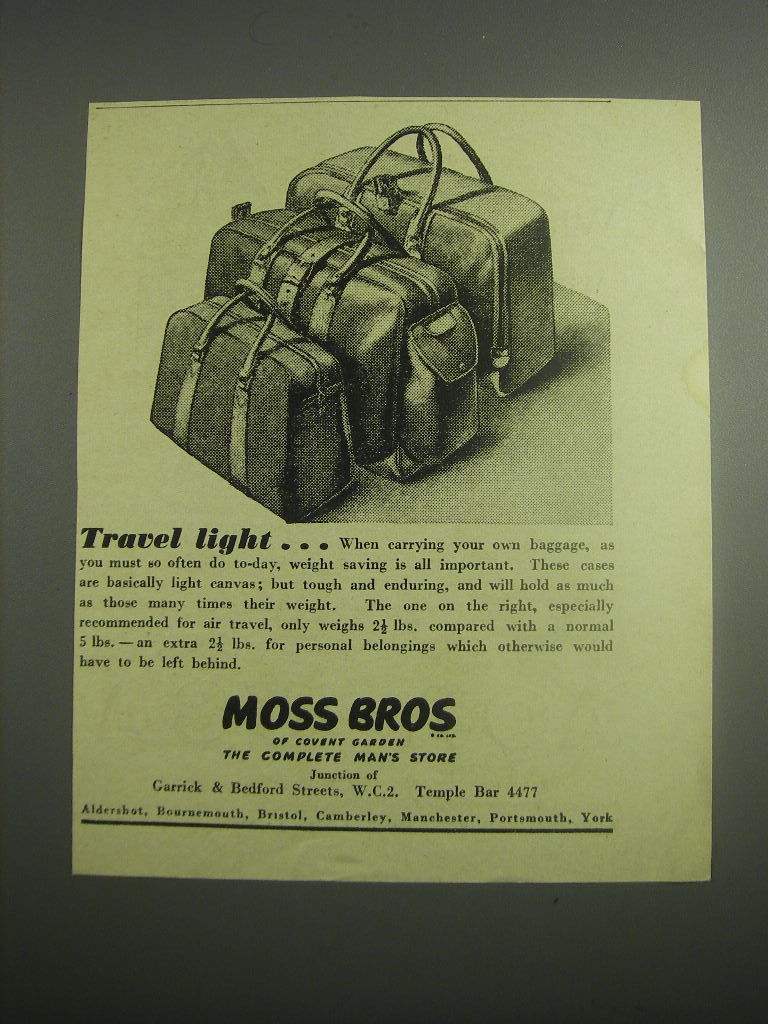 Travel light . . . When carrying your own baggage, as
you must so often do to-day, weight saving is all important. These cases
are basically light canvas; but tough and enduring, and will hold as much
as those many times their weight. The one on the right, especially
recommended for air travel, only weighs 2½ lbs. compared with a normal
5 lbs.—an extra 2½ lbs. for personal belongings which otherwise would
have to be left behind.
MOSS BROS
& CO. LTD.
OF COVENT GARDEN
THE COMPLETE MAN'S STORE
Junction of
Garrick & Bedford Streets, W.C.2. Temple Bar 4477
Aldershot, Bournemouth, Bristol, Camberley, Manchester, Portsmouth, York